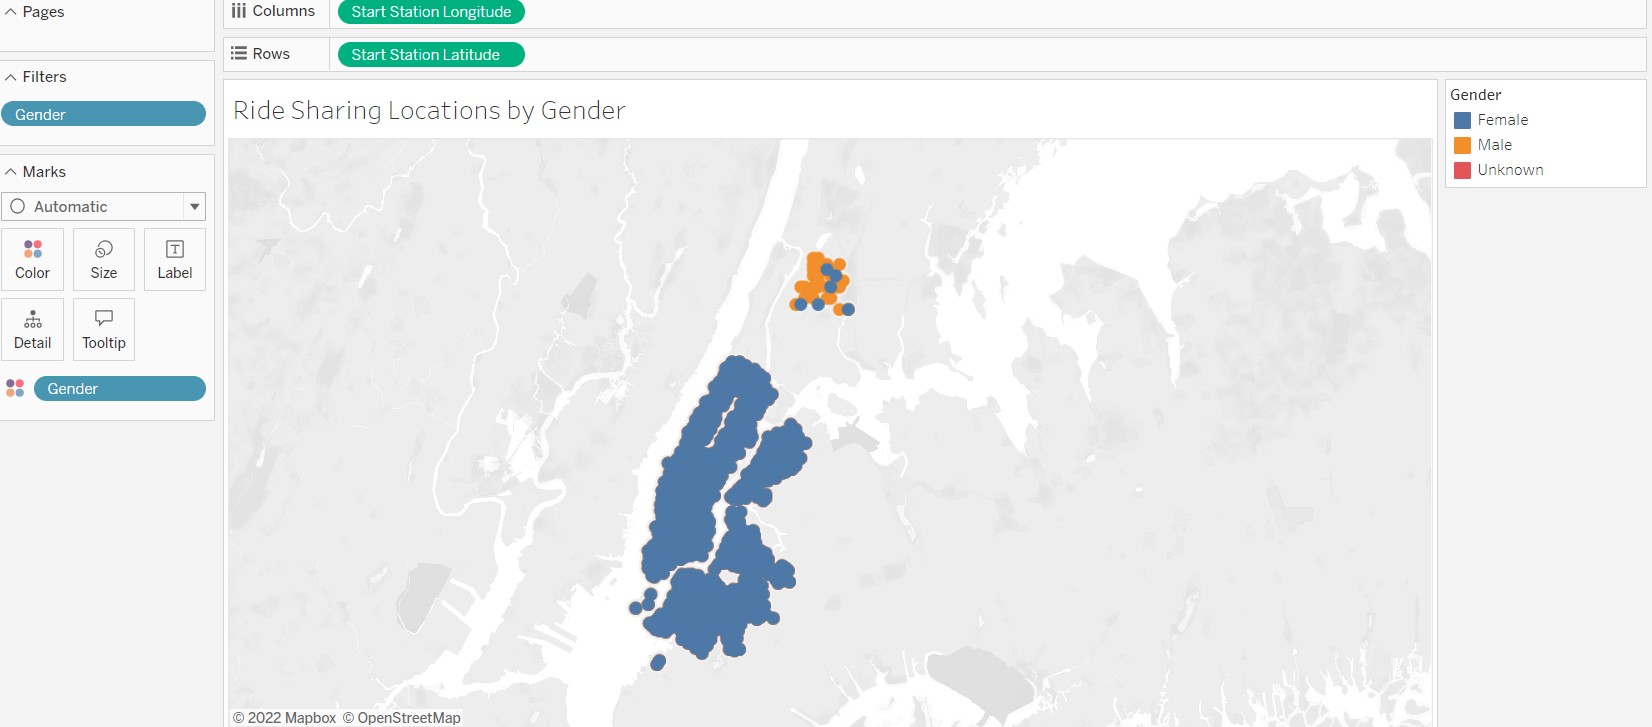 Pages
Columns
Start Station Longitude
Rows
Start Station Latitude
Filters
Gender
Marks
Automatic
Color
Size
Label
Detail
Tooltip
Gender
Ride Sharing Locations by Gender
© 2022 Mapbox © OpenStreetMap
Gender
Female
Male
Unknown